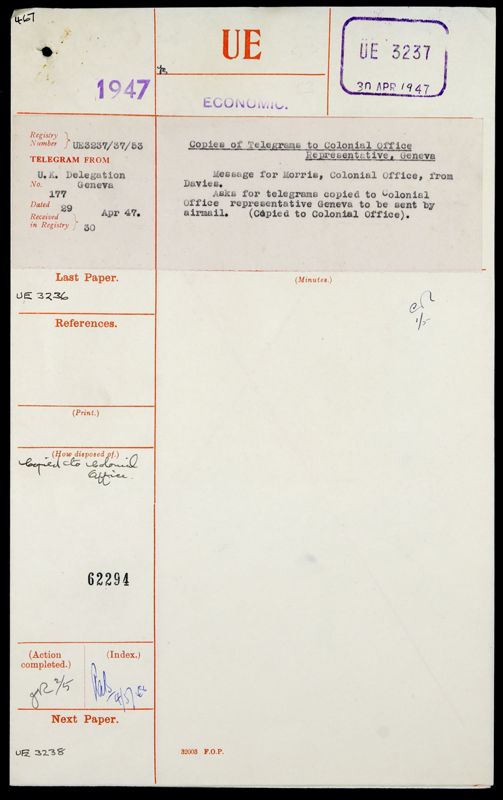 467
UE
UE 3237
30 APR 1947
1947
ECONOMIC.
Registry
Number } UE3237/37/53
TELEGRAM FROM
U.K. Delegation
Geneva
No. 177
Dated 29 Apr 47.
Received
in Registry } 30
Copies of Telegrams to Colonial Office
Representative, Geneva
Message for Morris, Colonial Office, from
Davies.
Asks for telegrams copied to Colonial
Office representative Geneva to be sent by
airmail. (Copied to Colonial Office).
Last Paper.
UE 3236
(Minutes.)
1/5
References.
(Print.)
(How disposed of.)
Copied to Colonial
Office.
62294
(Action
completed.)
(Index.)
2/5
Next Paper.
UE 3238
32003 F.O.P.